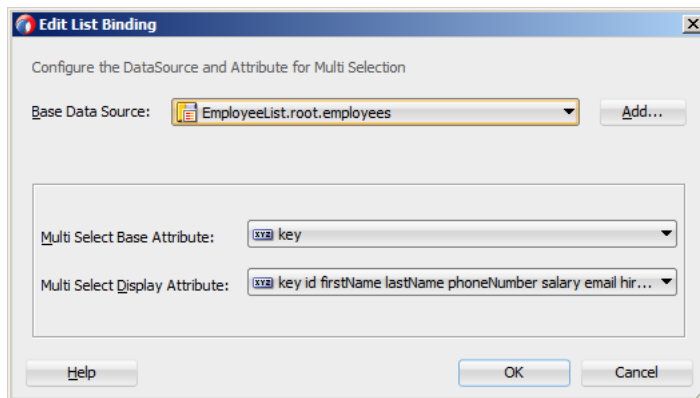 Edit List Binding
Configure the DataSource and Attribute for Multi Selection
Base Data Source: EmployeeList.root.employees Add...
Multi Select Base Attribute: xyz key
Multi Select Display Attribute: xyz key id firstName lastName phoneNumber salary email hir...
Help OK Cancel